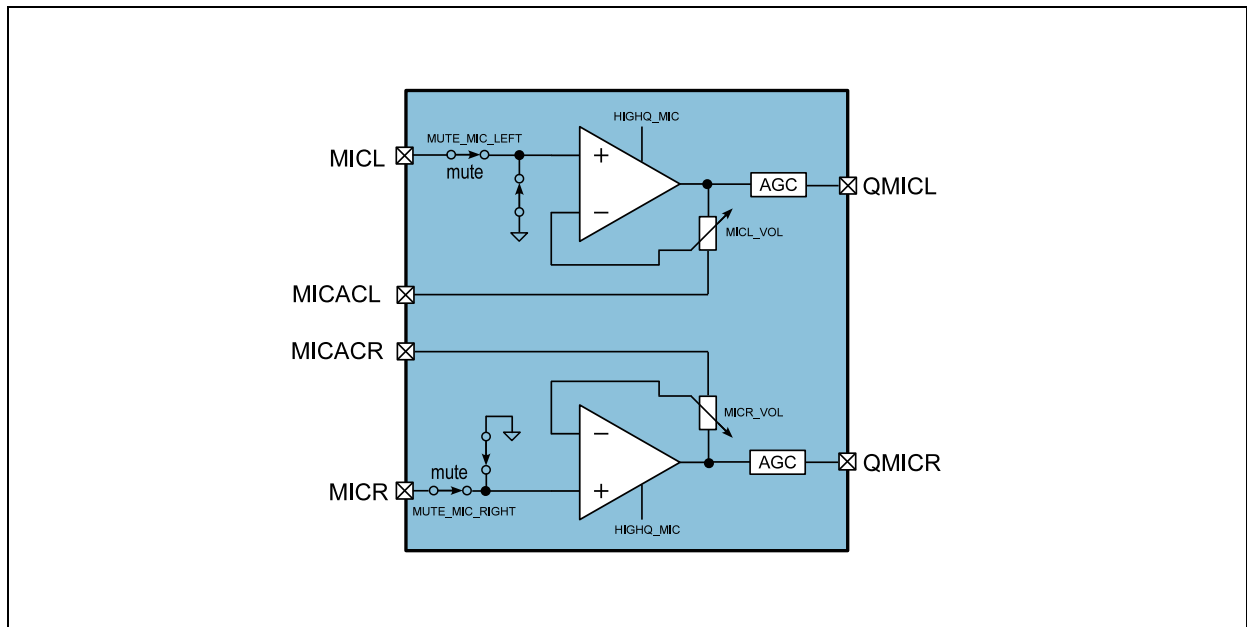 HIGHQ_MIC
MUTE_MIC_LEFT
MICL
mute
+
−
AGC
QMICL
MICL_VOL
MICACL
MICACR
MICR_VOL
−
mute
AGC
QMICR
MICR
+
MUTE_MIC_RIGHT
HIGHQ_MIC